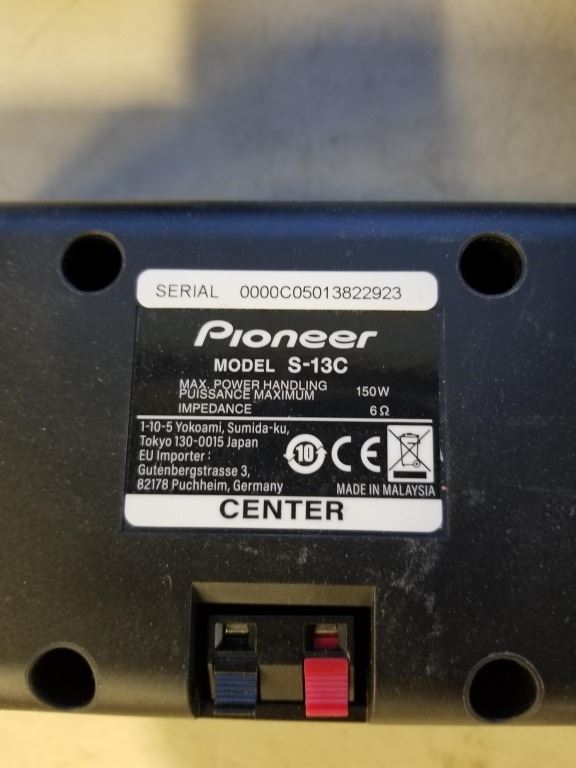 SERIAL 0000C05013822923
Pioneer
MODEL S-13C
MAX. POWER HANDLING
PUISSANCE MAXIMUM 150W
IMPEDANCE 6Ω
1-10-5 Yokoami, Sumida-ku,
Tokyo 130-0015 Japan
EU Importer :
Gutenbergstrasse 3,
82178 Puchheim, Germany
10 CE
MADE IN MALAYSIA
CENTER